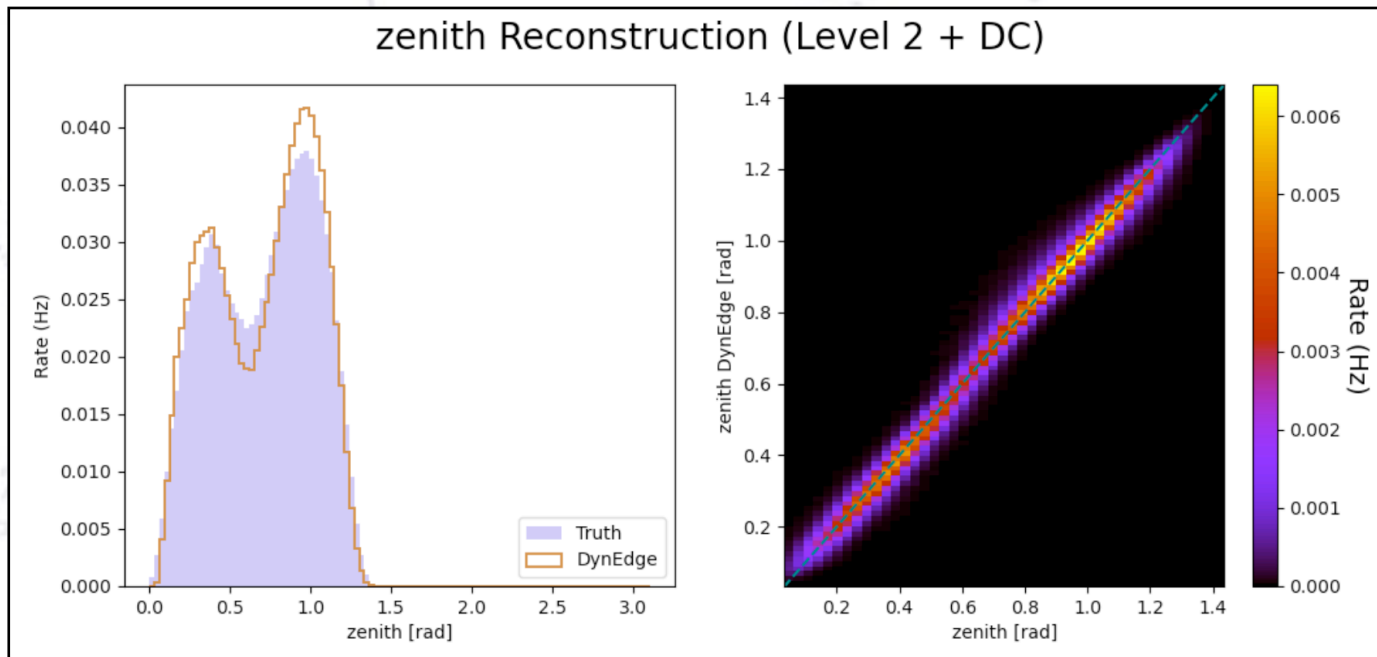 zenith Reconstruction (Level 2 + DC)
0.040
0.035
0.030
0.025
0.020
0.015
0.010
0.005
0.000
Rate (Hz)
0.0 0.5 1.0 1.5 2.0 2.5 3.0
zenith [rad]
Truth
DynEdge
1.4
1.2
1.0
0.8
0.6
0.4
0.2
zenith DynEdge [rad]
0.2 0.4 0.6 0.8 1.0 1.2 1.4
zenith [rad]
0.006
0.005
0.004
0.003
0.002
0.001
0.000
Rate (Hz)